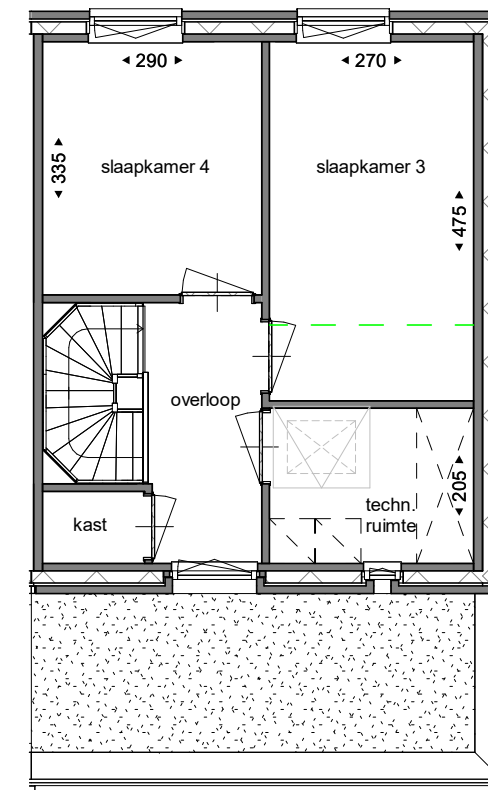 290
270
335
slaapkamer 4
slaapkamer 3
475
overloop
205
techn.
ruimte
kast